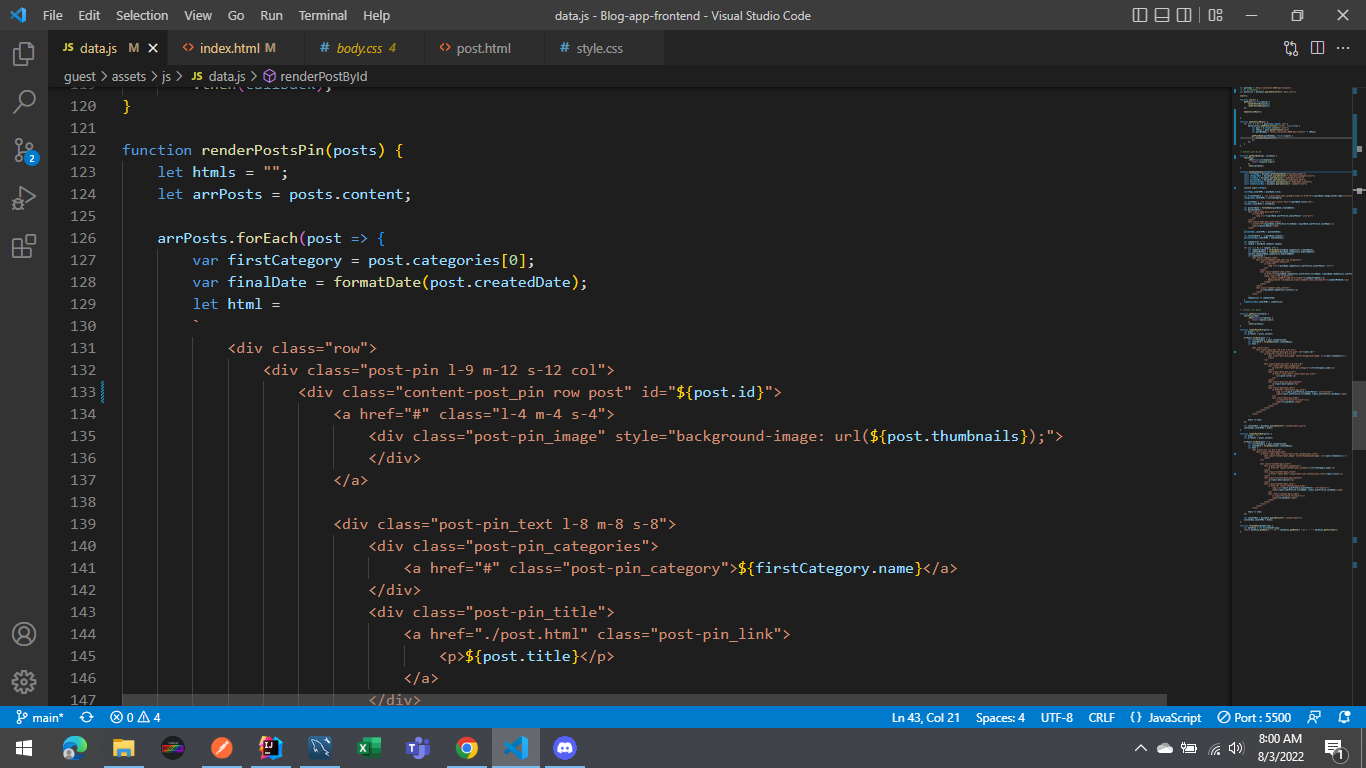 File Edit Selection View Go Run Terminal Help data.js - Blog-app-frontend - Visual Studio Code
JS data.js M index.html M # body.css 4 post.html # style.css
guest > assets > js > JS data.js > renderPostById
119 .then(callback);
120 }
121
122 function renderPostsPin(posts) {
123 let htmls = "";
124 let arrPosts = posts.content;
125
126 arrPosts.forEach(post => {
127 var firstCategory = post.categories[0];
128 var finalDate = formatDate(post.createdDate);
129 let html =
130 `
131 <div class="row">
132 <div class="post-pin l-9 m-12 s-12 col">
133 <div class="content-post_pin row post" id="${post.id}">
134 <a href="#" class="l-4 m-4 s-4">
135 <div class="post-pin_image" style="background-image: url(${post.thumbnails});">
136 </div>
137 </a>
138
139 <div class="post-pin_text l-8 m-8 s-8">
140 <div class="post-pin_categories">
141 <a href="#" class="post-pin_category">${firstCategory.name}</a>
142 </div>
143 <div class="post-pin_title">
144 <a href="./post.html" class="post-pin_link">
145 <p>${post.title}</p>
146 </a>
147 </div>
2
main* 0 4 Ln 43, Col 21 Spaces: 4 UTF-8 CRLF {} JavaScript Port : 5500
8:00 AM
8/3/2022
1